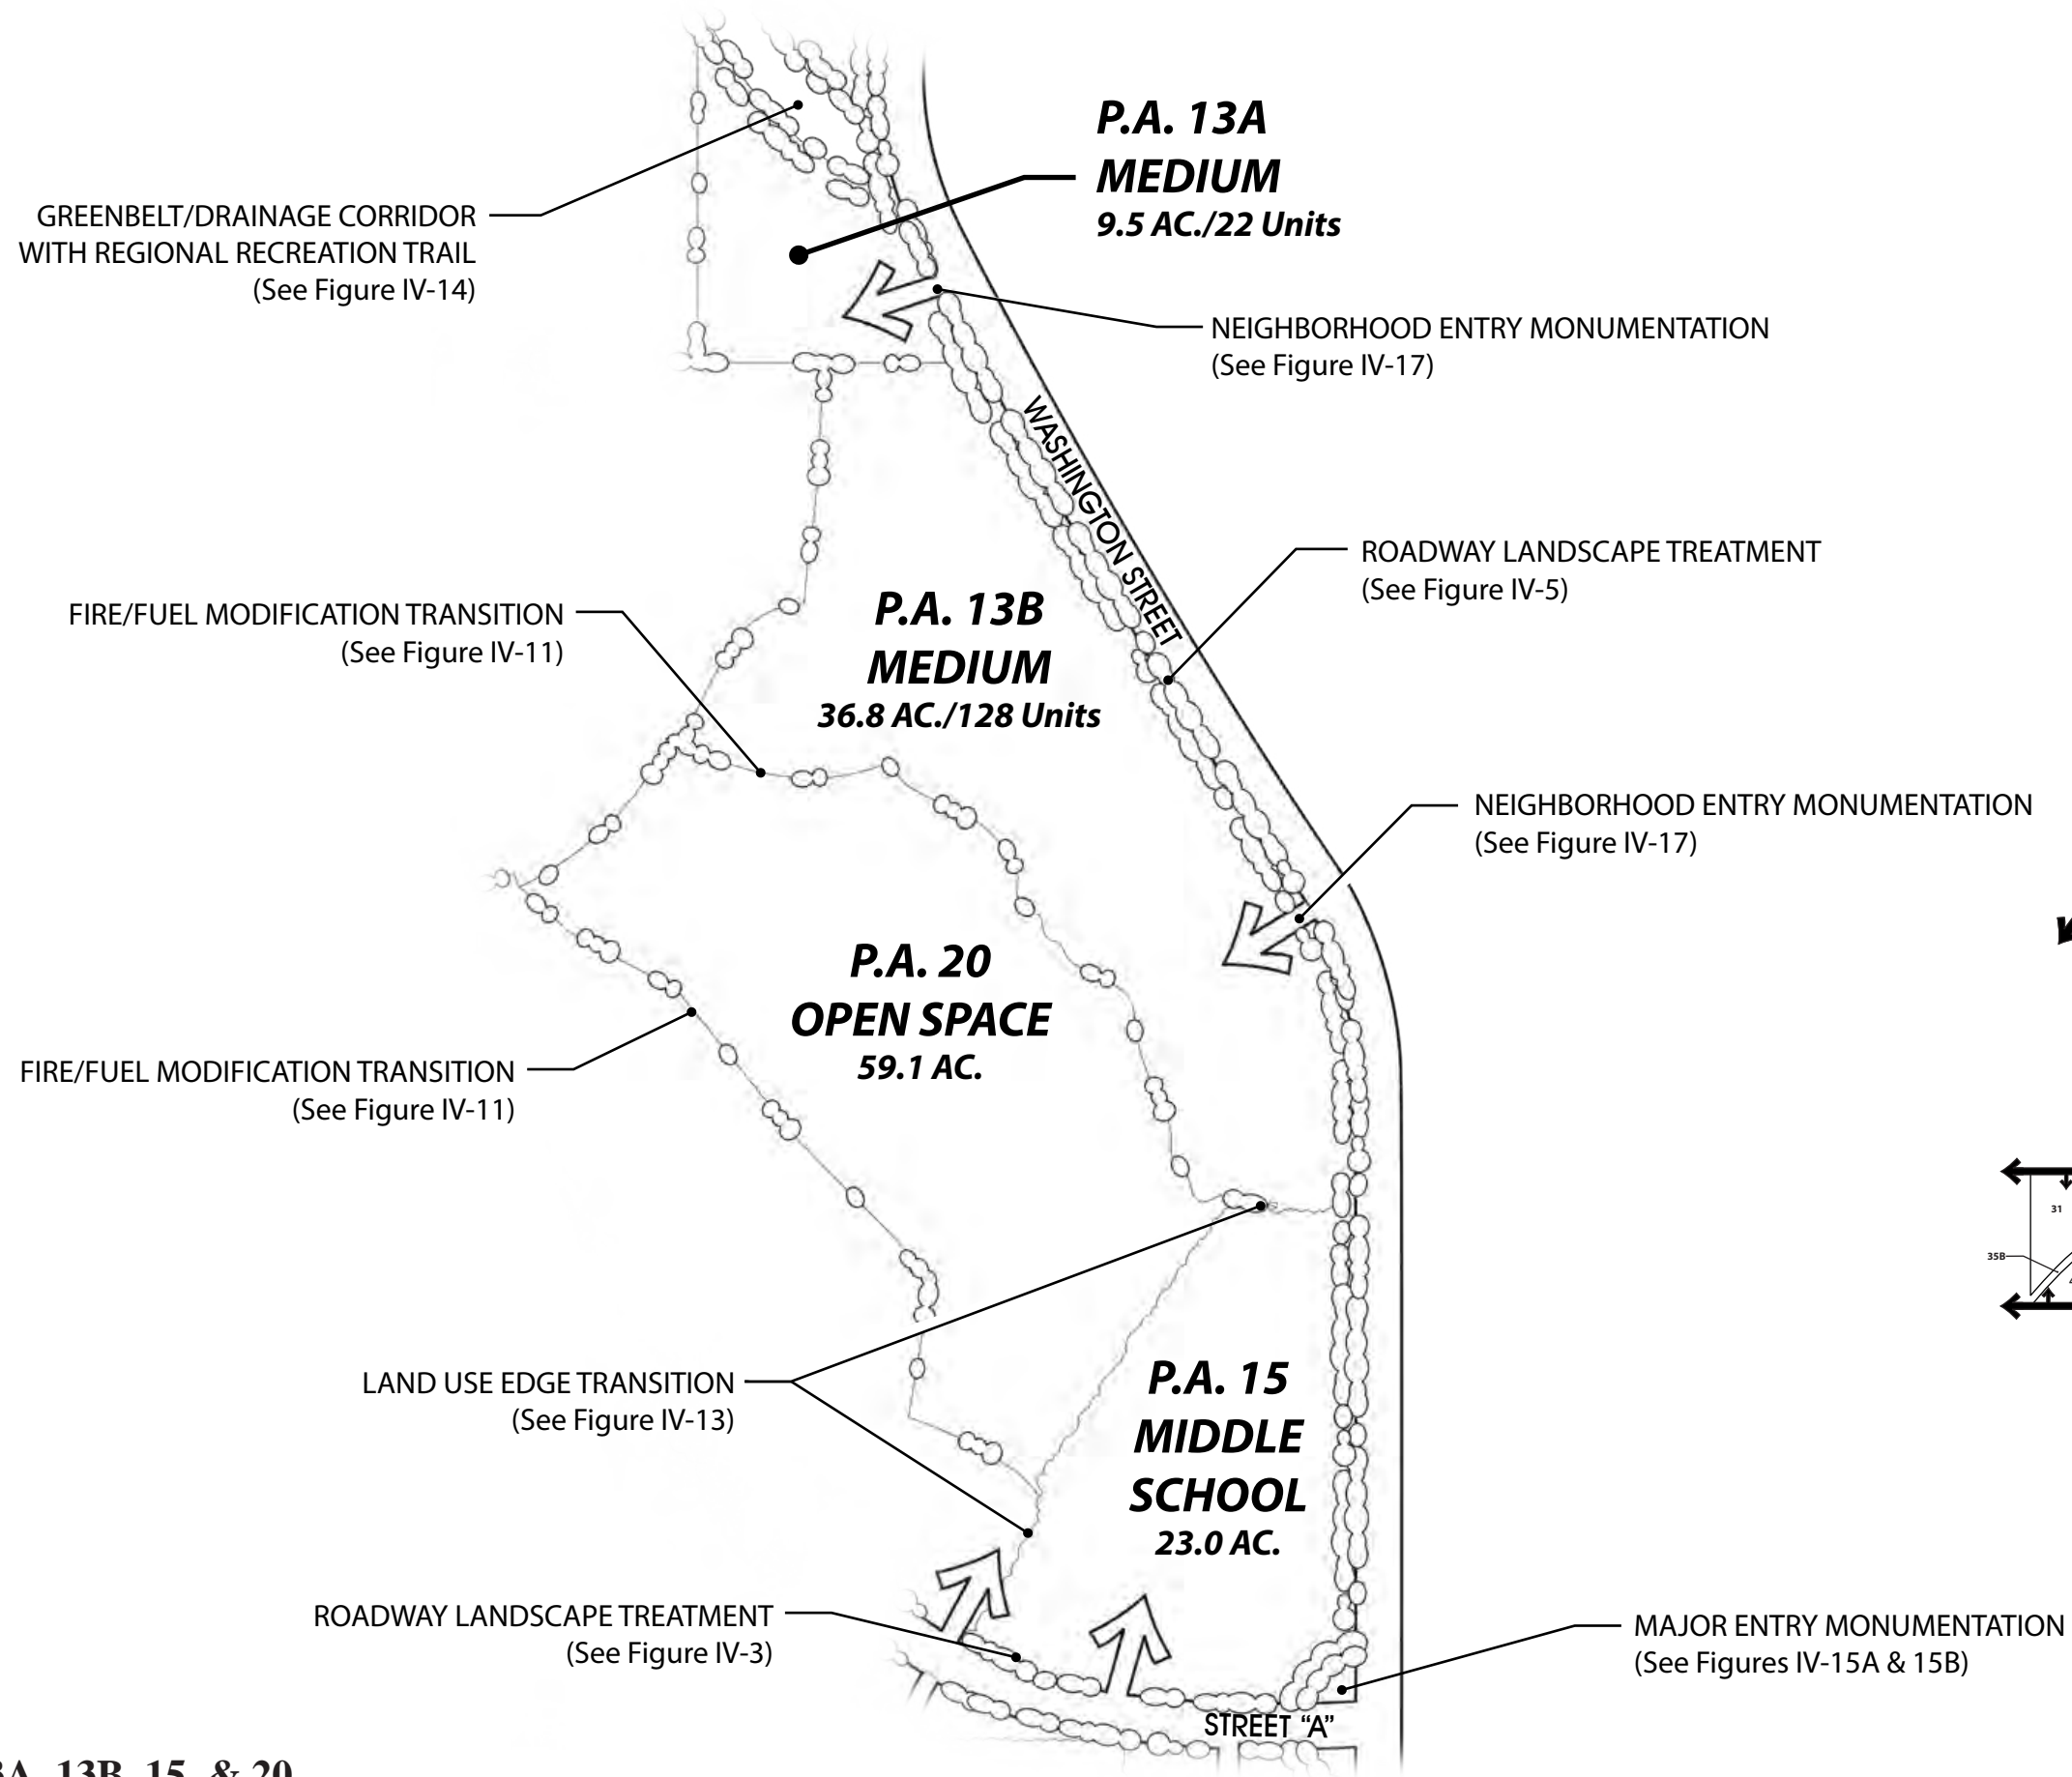 P.A. 13A
MEDIUM
9.5 AC./22 Units
GREENBELT/DRAINAGE CORRIDOR
WITH REGIONAL RECREATION TRAIL
(See Figure IV-14)
NEIGHBORHOOD ENTRY MONUMENTATION
(See Figure IV-17)
WASHINGTON STREET
ROADWAY LANDSCAPE TREATMENT
(See Figure IV-5)
FIRE/FUEL MODIFICATION TRANSITION
(See Figure IV-11)
P.A. 13B
MEDIUM
36.8 AC./128 Units
NEIGHBORHOOD ENTRY MONUMENTATION
(See Figure IV-17)
P.A. 20
OPEN SPACE
59.1 AC.
FIRE/FUEL MODIFICATION TRANSITION
(See Figure IV-11)
31
35B
LAND USE EDGE TRANSITION
(See Figure IV-13)
P.A. 15
MIDDLE
SCHOOL
23.0 AC.
ROADWAY LANDSCAPE TREATMENT
(See Figure IV-3)
MAJOR ENTRY MONUMENTATION
(See Figures IV-15A & 15B)
STREET "A"
13B, 15, & 20